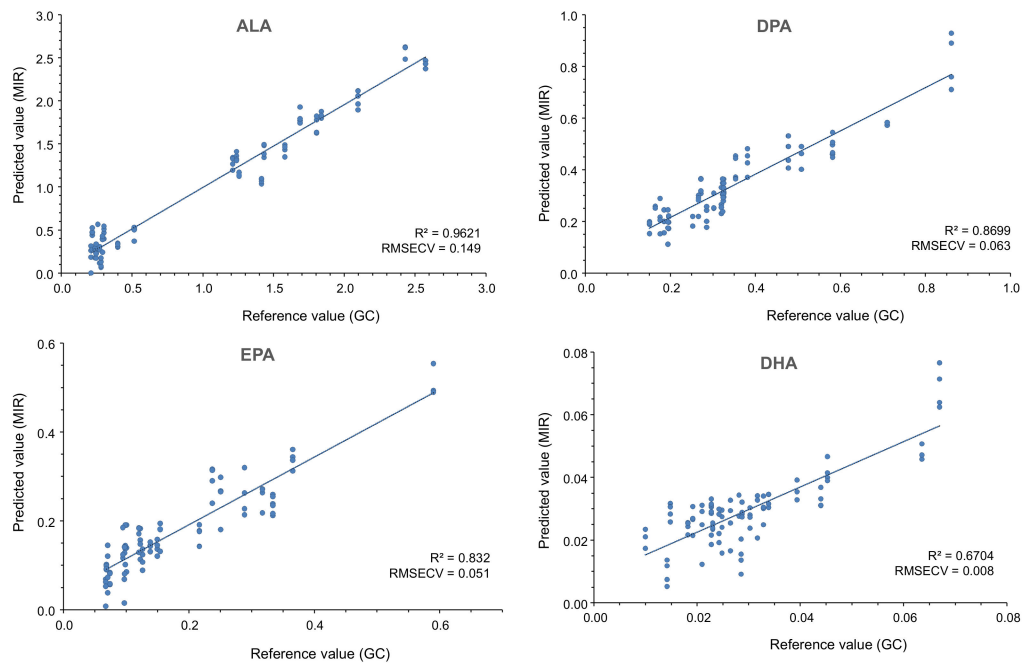 ALA
Predicted value (MIR)
3.0
2.5
2.0
1.5
1.0
0.5
0.0
R² = 0.9621
RMSECV = 0.149
0.0 0.5 1.0 1.5 2.0 2.5 3.0
Reference value (GC)
DPA
Predicted value (MIR)
1.0
0.8
0.6
0.4
0.2
0.0
R² = 0.8699
RMSECV = 0.063
0.0 0.2 0.4 0.6 0.8 1.0
Reference value (GC)
EPA
Predicted value (MIR)
0.6
0.4
0.2
0.0
R² = 0.832
RMSECV = 0.051
0.0 0.2 0.4 0.6
Reference value (GC)
DHA
Predicted value (MIR)
0.08
0.06
0.04
0.02
0.00
R² = 0.6704
RMSECV = 0.008
0.00 0.02 0.04 0.06 0.08
Reference value (GC)